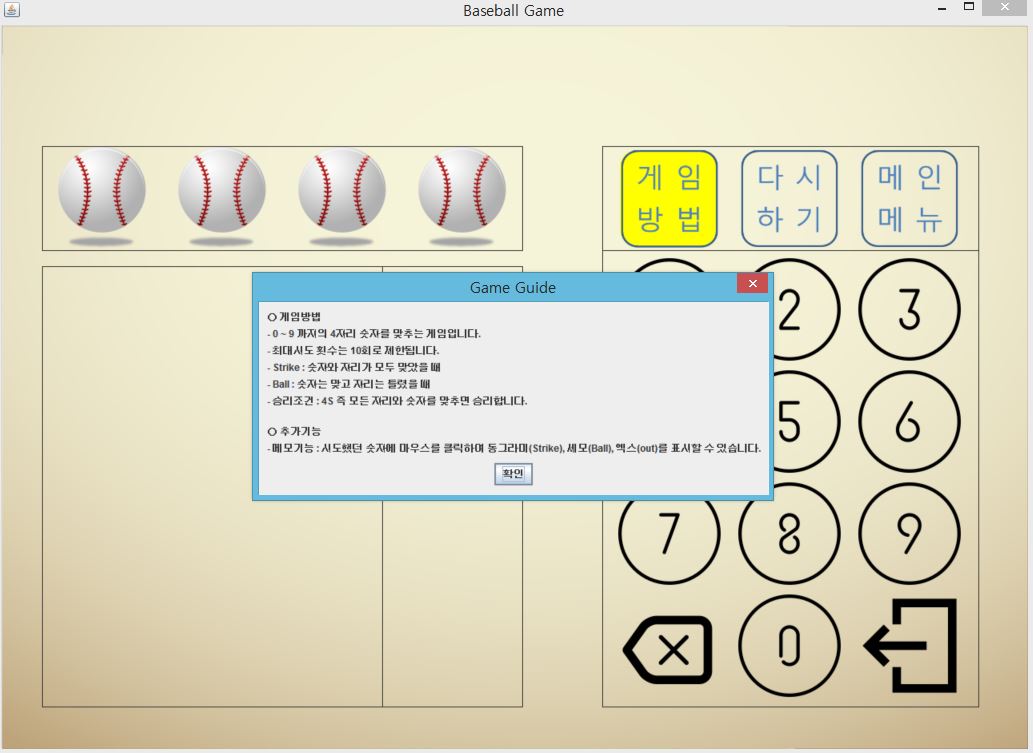 Baseball Game
게 임
방 법
다 시
하 기
메 인
메 뉴
Game Guide
O 게임방법
- 0 ~ 9 까지의 4자리 숫자를 맞추는 게임입니다.
- 최대시도 횟수는 10회로 제한됩니다.
- Strike : 숫자와 자리가 모두 맞았을 때
- Ball : 숫자는 맞고 자리는 틀렸을 때
- 승리조건 : 4S 즉 모든 자리와 숫자를 맞추면 승리합니다.
O 추가기능
- 메모기능 : 시도했던 숫자에 마우스를 클릭하여 동그라미(Strike), 세모(Ball), 엑스(out)를 표시할 수 있습니다.
확인
2 3
5 6
7 8 9
0